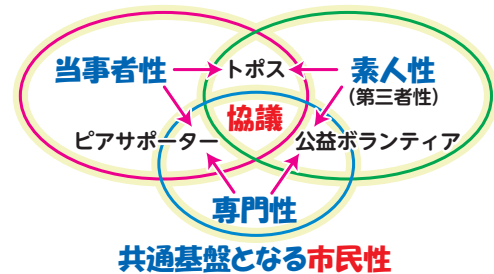 当事者性
トポス
素人性
(第三者性)
協議
ピアサポーター
公益ボランティア
専門性
共通基盤となる市民性